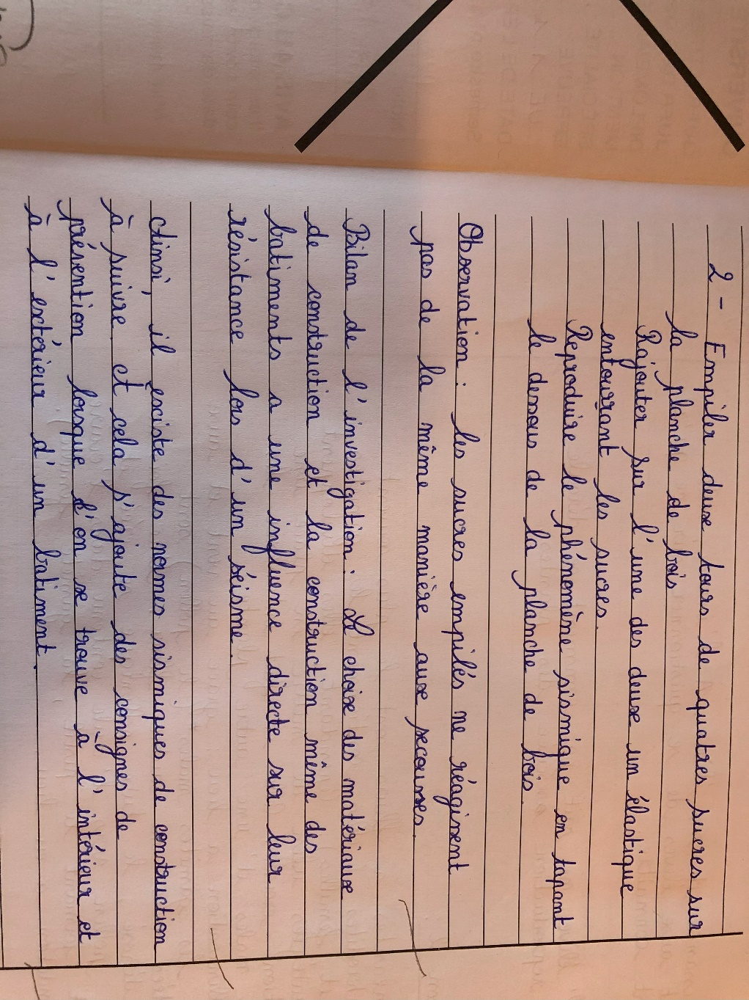 2 - Empiler deux tours de quatres sucres sur
la planche de bois
Rajouter sur l'une des deux un élastique
entourrant les sucres.
Reproduire le phénomène sismique en tapant
le dessous de la planche de bois.
Observation : les sucres empilés ne réaginent
pas de la même manière aux secousses.
Bilan de l'investigation : Le choix des matériaux
de construction et la construction même des
batiments a une influence directe sur leur
résistance lors d'un séisme.
Ainsi, il éxiste des normes sismiques de construction
à suivre et cela s'ajoute des consignes de
présention lorsque l'on se trouve à l'intérieur et
à l'extérieur d'un batiment.